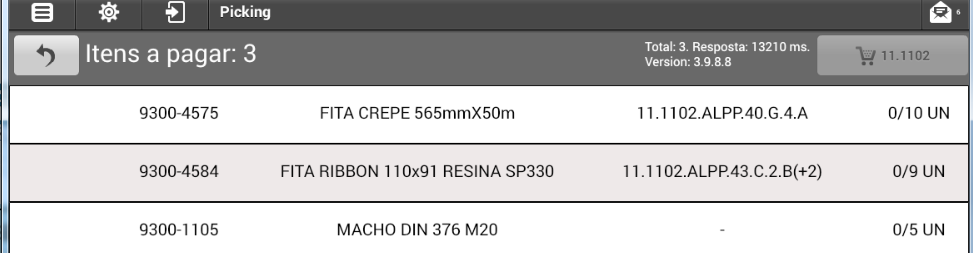 Picking
6
Itens a pagar: 3
Total: 3. Resposta: 13210 ms.
Version: 3.9.8.8
11.1102
9300-4575 FITA CREPE 565mmX50m 11.1102.ALPP.40.G.4.A 0/10 UN
9300-4584 FITA RIBBON 110x91 RESINA SP330 11.1102.ALPP.43.C.2.B(+2) 0/9 UN
9300-1105 MACHO DIN 376 M20 - 0/5 UN